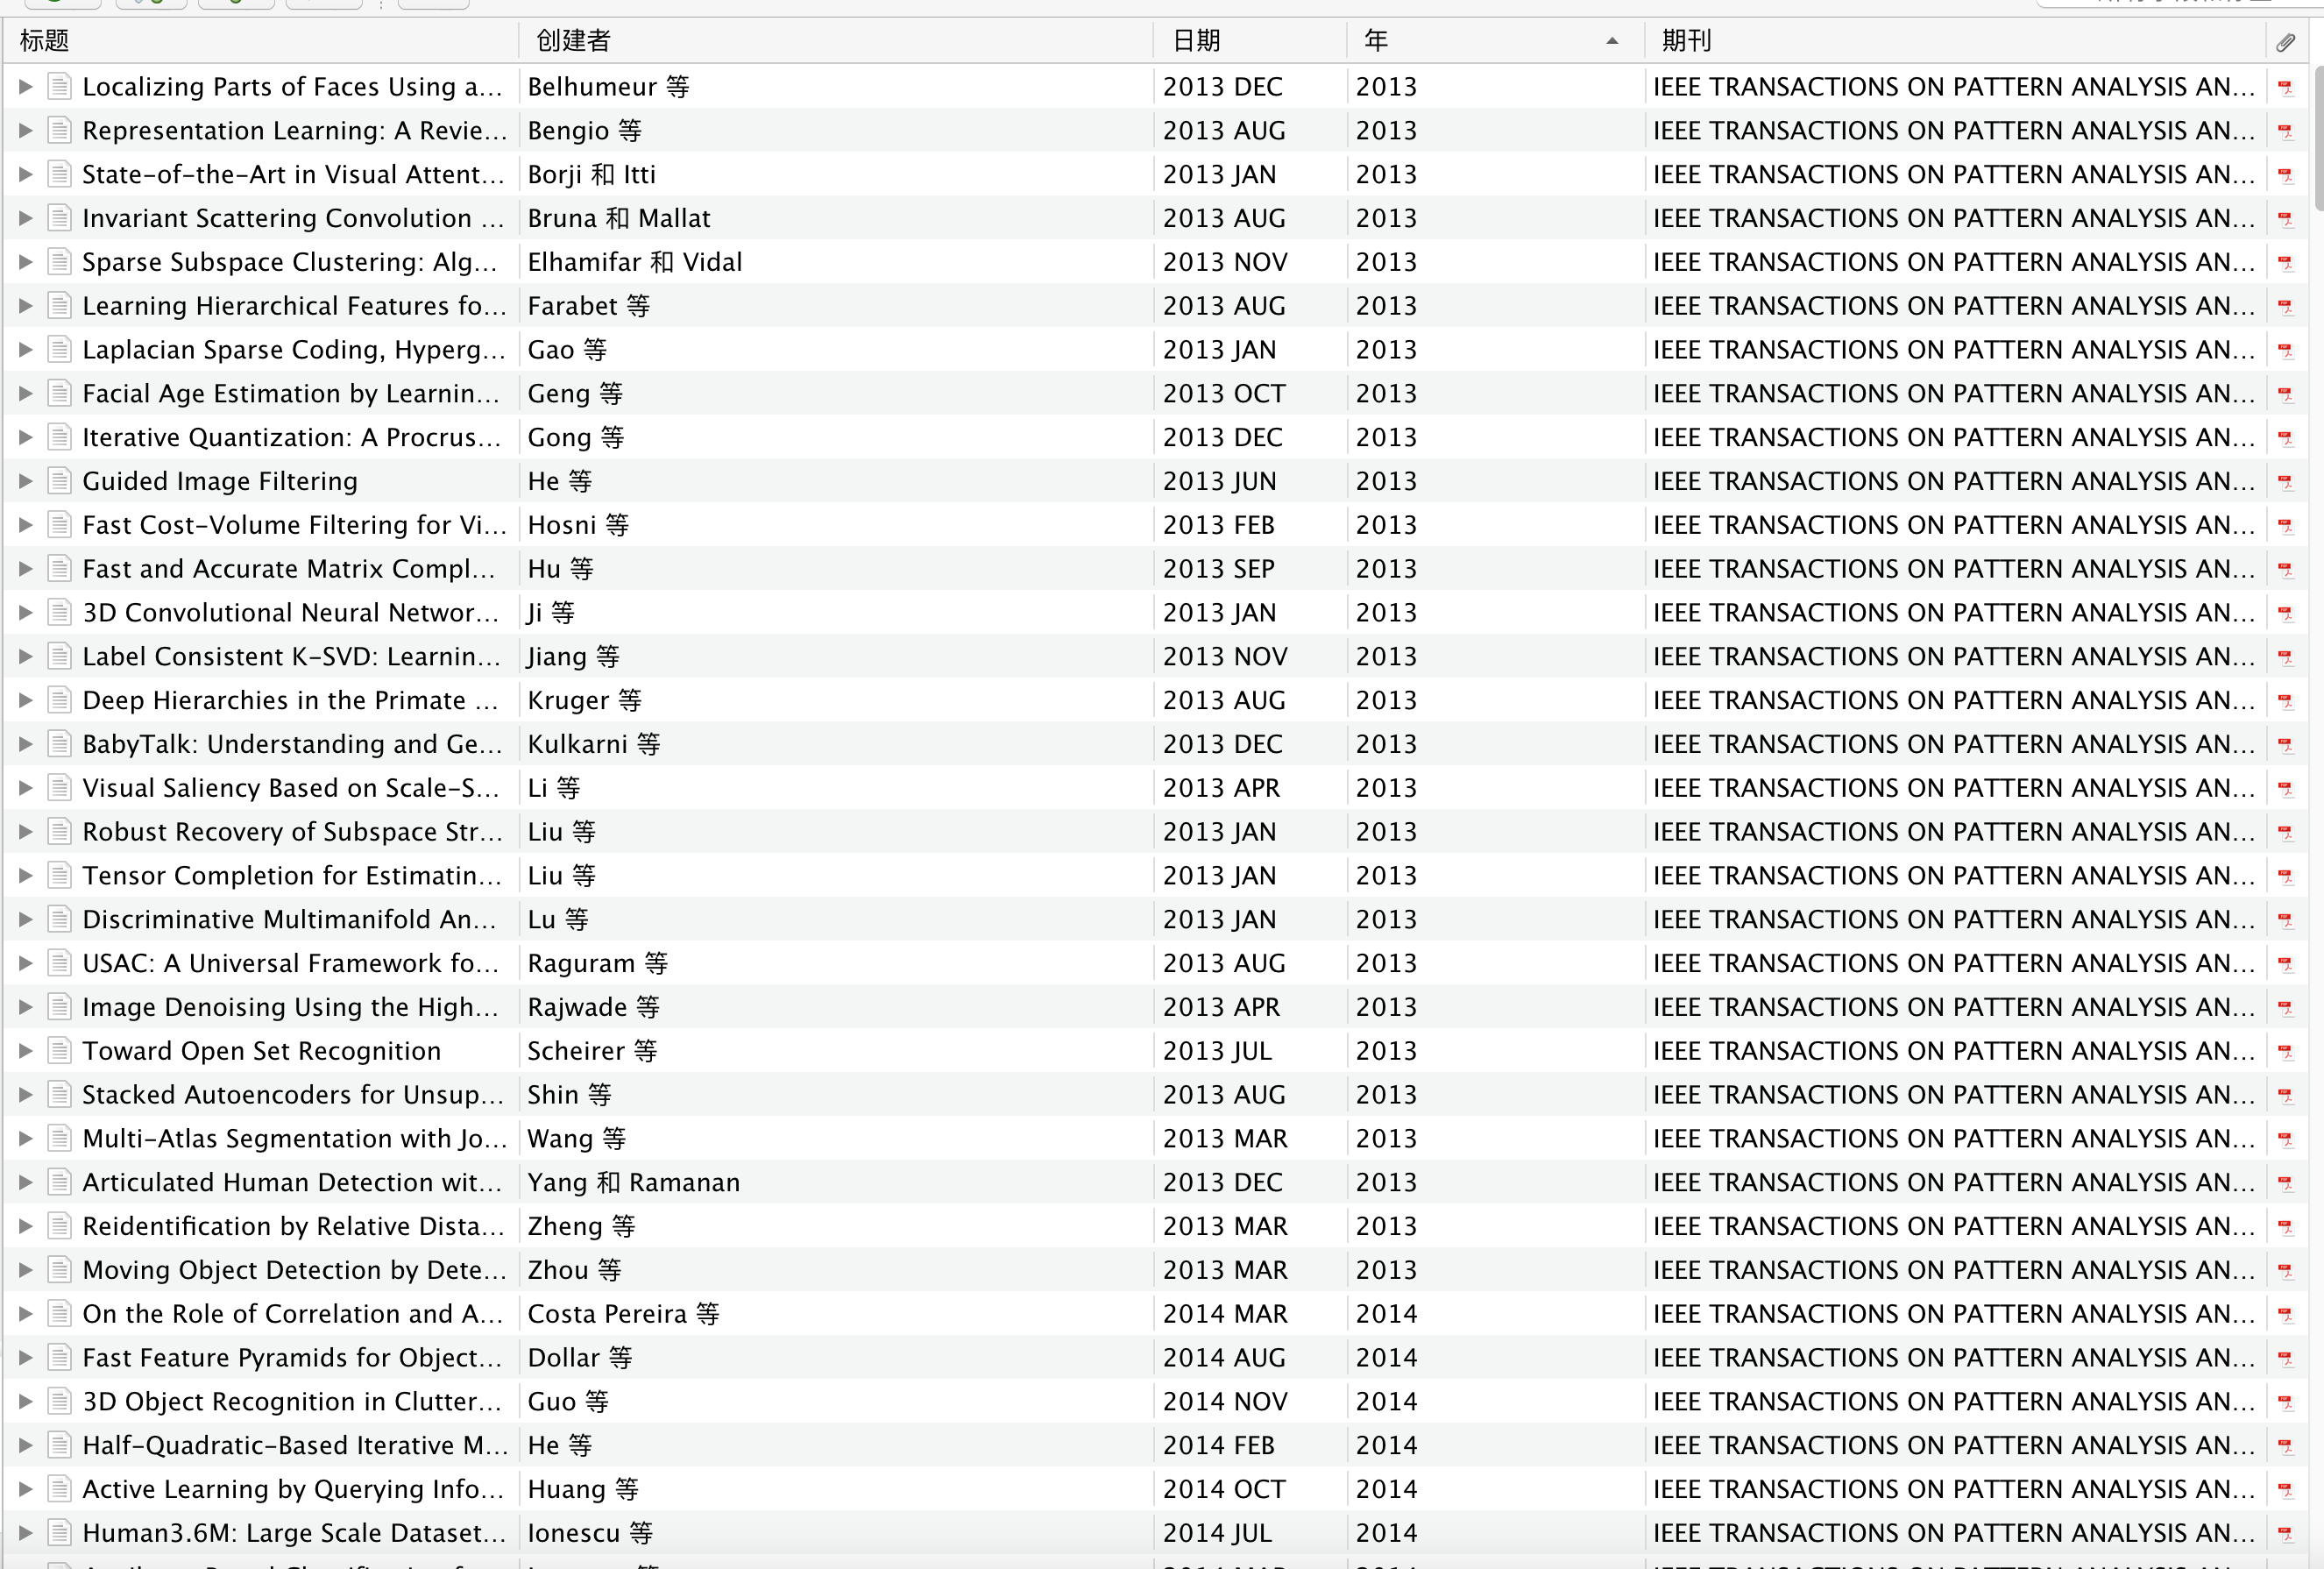 标题 创建者 日期 年 期刊
Localizing Parts of Faces Using a... Belhumeur 等 2013 DEC 2013 IEEE TRANSACTIONS ON PATTERN ANALYSIS AN...
Representation Learning: A Revie... Bengio 等 2013 AUG 2013 IEEE TRANSACTIONS ON PATTERN ANALYSIS AN...
State-of-the-Art in Visual Attent... Borji 和 Itti 2013 JAN 2013 IEEE TRANSACTIONS ON PATTERN ANALYSIS AN...
Invariant Scattering Convolution ... Bruna 和 Mallat 2013 AUG 2013 IEEE TRANSACTIONS ON PATTERN ANALYSIS AN...
Sparse Subspace Clustering: Alg... Elhamifar 和 Vidal 2013 NOV 2013 IEEE TRANSACTIONS ON PATTERN ANALYSIS AN...
Learning Hierarchical Features fo... Farabet 等 2013 AUG 2013 IEEE TRANSACTIONS ON PATTERN ANALYSIS AN...
Laplacian Sparse Coding, Hyperg... Gao 等 2013 JAN 2013 IEEE TRANSACTIONS ON PATTERN ANALYSIS AN...
Facial Age Estimation by Learnin... Geng 等 2013 OCT 2013 IEEE TRANSACTIONS ON PATTERN ANALYSIS AN...
Iterative Quantization: A Procrus... Gong 等 2013 DEC 2013 IEEE TRANSACTIONS ON PATTERN ANALYSIS AN...
Guided Image Filtering He 等 2013 JUN 2013 IEEE TRANSACTIONS ON PATTERN ANALYSIS AN...
Fast Cost-Volume Filtering for Vi... Hosni 等 2013 FEB 2013 IEEE TRANSACTIONS ON PATTERN ANALYSIS AN...
Fast and Accurate Matrix Compl... Hu 等 2013 SEP 2013 IEEE TRANSACTIONS ON PATTERN ANALYSIS AN...
3D Convolutional Neural Networ... Ji 等 2013 JAN 2013 IEEE TRANSACTIONS ON PATTERN ANALYSIS AN...
Label Consistent K-SVD: Learnin... Jiang 等 2013 NOV 2013 IEEE TRANSACTIONS ON PATTERN ANALYSIS AN...
Deep Hierarchies in the Primate ... Kruger 等 2013 AUG 2013 IEEE TRANSACTIONS ON PATTERN ANALYSIS AN...
BabyTalk: Understanding and Ge... Kulkarni 等 2013 DEC 2013 IEEE TRANSACTIONS ON PATTERN ANALYSIS AN...
Visual Saliency Based on Scale-S... Li 等 2013 APR 2013 IEEE TRANSACTIONS ON PATTERN ANALYSIS AN...
Robust Recovery of Subspace Str... Liu 等 2013 JAN 2013 IEEE TRANSACTIONS ON PATTERN ANALYSIS AN...
Tensor Completion for Estimatin... Liu 等 2013 JAN 2013 IEEE TRANSACTIONS ON PATTERN ANALYSIS AN...
Discriminative Multimanifold An... Lu 等 2013 JAN 2013 IEEE TRANSACTIONS ON PATTERN ANALYSIS AN...
USAC: A Universal Framework fo... Raguram 等 2013 AUG 2013 IEEE TRANSACTIONS ON PATTERN ANALYSIS AN...
Image Denoising Using the High... Rajwade 等 2013 APR 2013 IEEE TRANSACTIONS ON PATTERN ANALYSIS AN...
Toward Open Set Recognition Scheirer 等 2013 JUL 2013 IEEE TRANSACTIONS ON PATTERN ANALYSIS AN...
Stacked Autoencoders for Unsup... Shin 等 2013 AUG 2013 IEEE TRANSACTIONS ON PATTERN ANALYSIS AN...
Multi-Atlas Segmentation with Jo... Wang 等 2013 MAR 2013 IEEE TRANSACTIONS ON PATTERN ANALYSIS AN...
Articulated Human Detection wit... Yang 和 Ramanan 2013 DEC 2013 IEEE TRANSACTIONS ON PATTERN ANALYSIS AN...
Reidentification by Relative Dista... Zheng 等 2013 MAR 2013 IEEE TRANSACTIONS ON PATTERN ANALYSIS AN...
Moving Object Detection by Dete... Zhou 等 2013 MAR 2013 IEEE TRANSACTIONS ON PATTERN ANALYSIS AN...
On the Role of Correlation and A... Costa Pereira 等 2014 MAR 2014 IEEE TRANSACTIONS ON PATTERN ANALYSIS AN...
Fast Feature Pyramids for Object... Dollar 等 2014 AUG 2014 IEEE TRANSACTIONS ON PATTERN ANALYSIS AN...
3D Object Recognition in Clutter... Guo 等 2014 NOV 2014 IEEE TRANSACTIONS ON PATTERN ANALYSIS AN...
Half-Quadratic-Based Iterative M... He 等 2014 FEB 2014 IEEE TRANSACTIONS ON PATTERN ANALYSIS AN...
Active Learning by Querying Info... Huang 等 2014 OCT 2014 IEEE TRANSACTIONS ON PATTERN ANALYSIS AN...
Human3.6M: Large Scale Dataset... Ionescu 等 2014 JUL 2014 IEEE TRANSACTIONS ON PATTERN ANALYSIS AN...